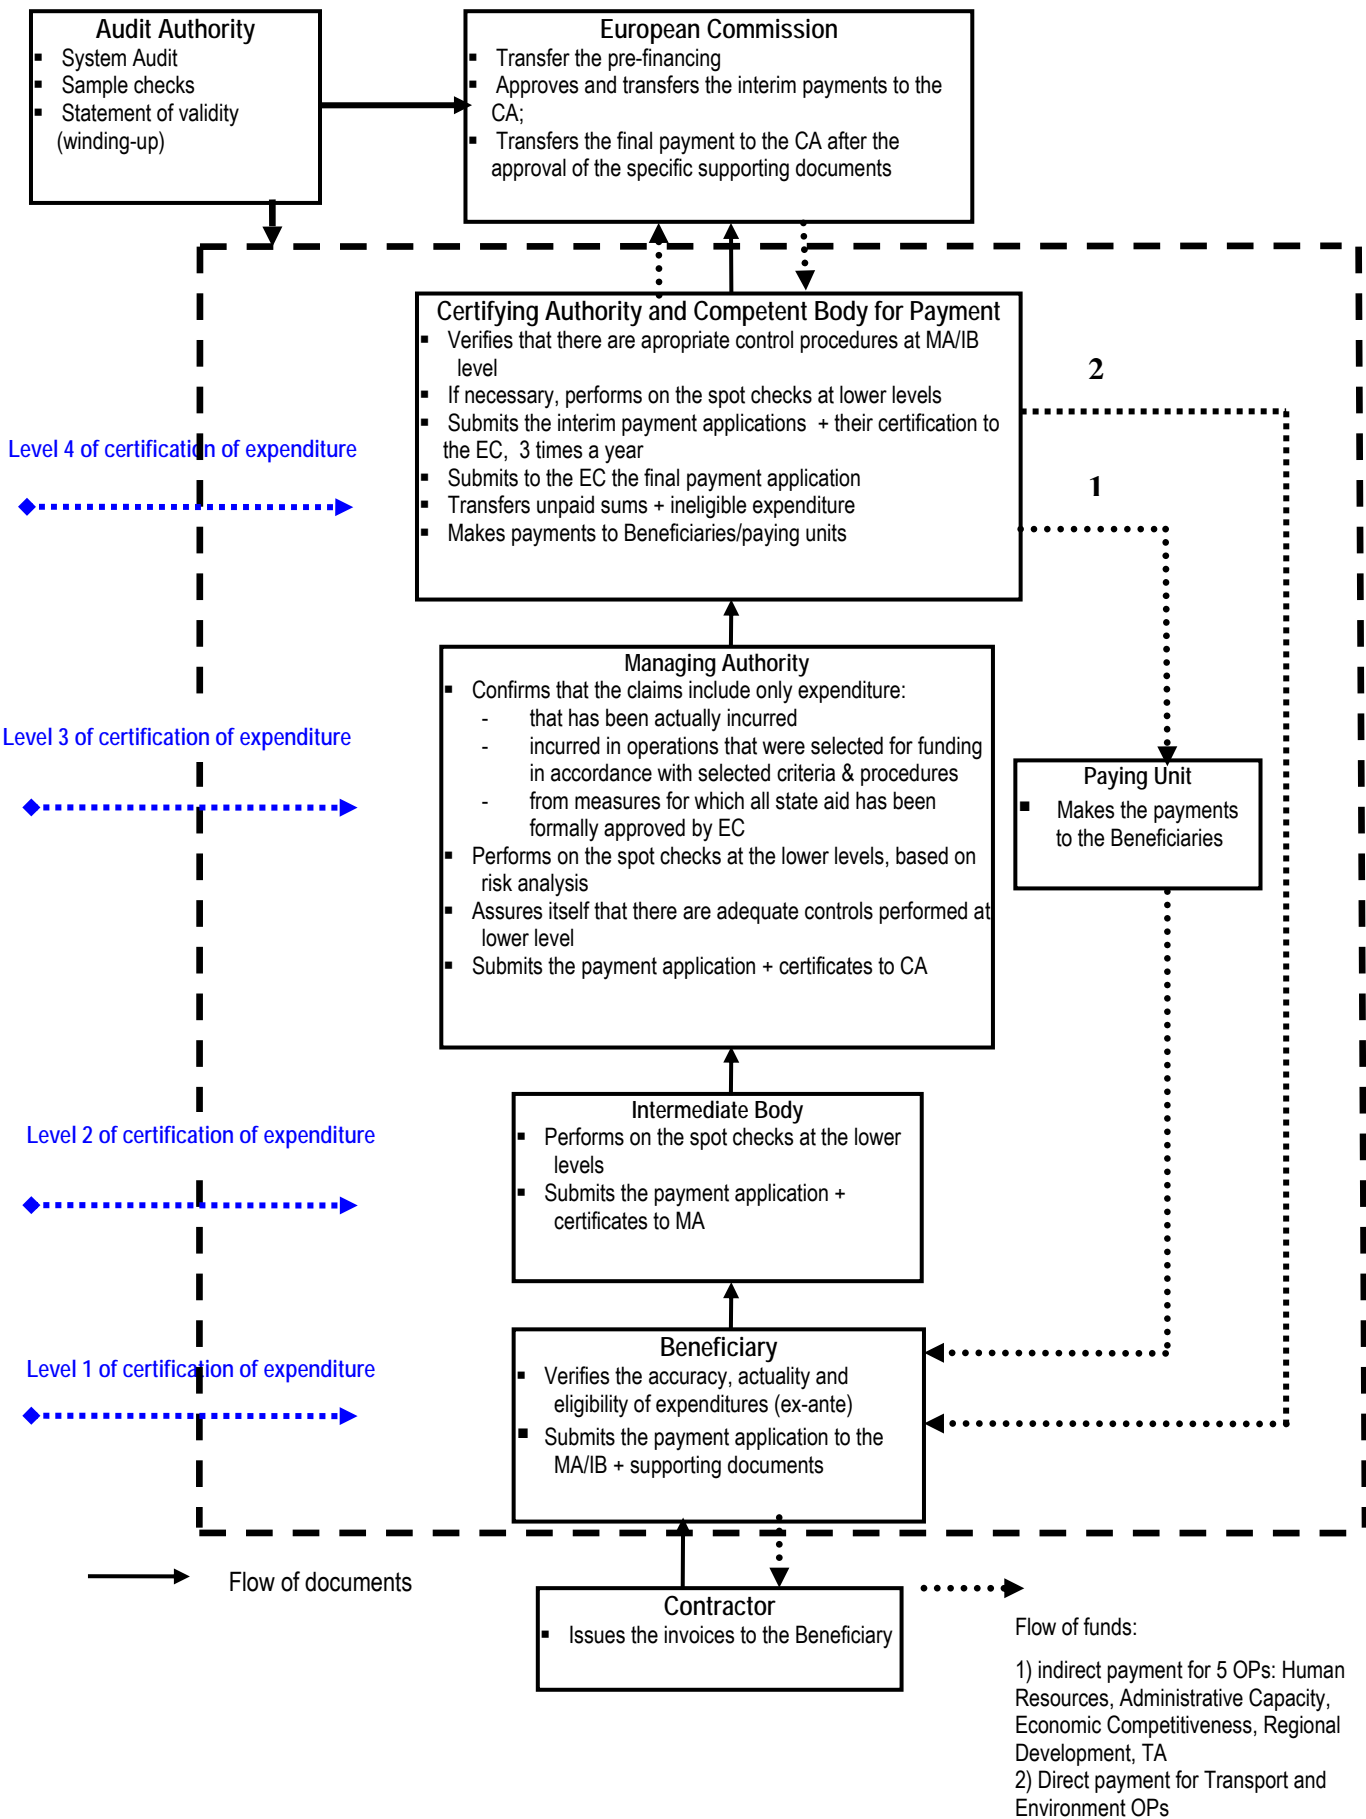 Audit Authority
▪ System Audit
▪ Sample checks
▪ Statement of validity
(winding-up)
European Commission
▪ Transfer the pre-financing
▪ Approves and transfers the interim payments to the
CA;
▪ Transfers the final payment to the CA after the
approval of the specific supporting documents
Certifying Authority and Competent Body for Payment
▪ Verifies that there are apropriate control procedures at MA/IB
level
▪ If necessary, performs on the spot checks at lower levels
▪ Submits the interim payment applications + their certification to
the EC, 3 times a year
▪ Submits to the EC the final payment application
▪ Transfers unpaid sums + ineligible expenditure
▪ Makes payments to Beneficiaries/paying units
2
1
Level 4 of certification of expenditure
Managing Authority
▪ Confirms that the claims include only expenditure:
- that has been actually incurred
- incurred in operations that were selected for funding
in accordance with selected criteria & procedures
- from measures for which all state aid has been
formally approved by EC
▪ Performs on the spot checks at the lower levels, based on
risk analysis
▪ Assures itself that there are adequate controls performed at
lower level
▪ Submits the payment application + certificates to CA
Level 3 of certification of expenditure
Paying Unit
▪ Makes the payments
to the Beneficiaries
Intermediate Body
▪ Performs on the spot checks at the lower
levels
▪ Submits the payment application +
certificates to MA
Level 2 of certification of expenditure
Beneficiary
▪ Verifies the accuracy, actuality and
eligibility of expenditures (ex-ante)
▪ Submits the payment application to the
MA/IB + supporting documents
Level 1 of certification of expenditure
Flow of documents
Contractor
▪ Issues the invoices to the Beneficiary
Flow of funds:
1) indirect payment for 5 OPs: Human
Resources, Administrative Capacity,
Economic Competitiveness, Regional
Development, TA
2) Direct payment for Transport and
Environment OPs